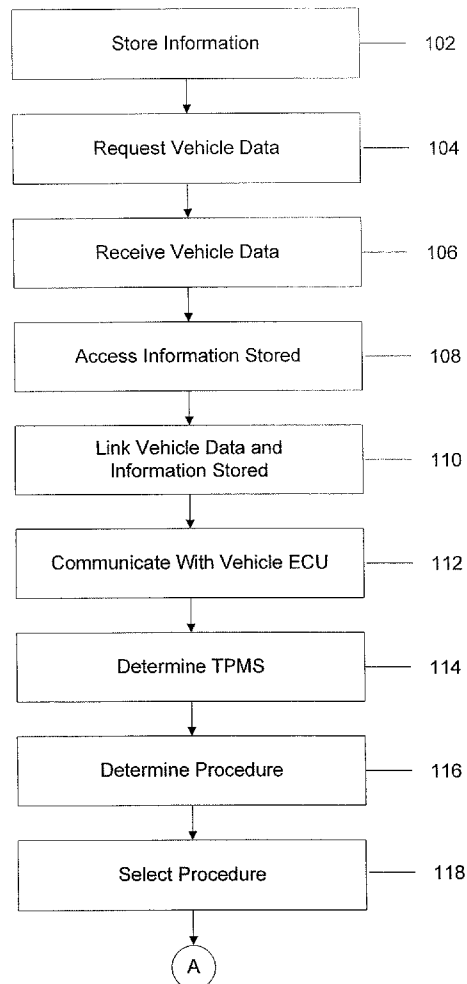 Store Information 102
Request Vehicle Data 104
Receive Vehicle Data 106
Access Information Stored 108
Link Vehicle Data and
Information Stored 110
Communicate With Vehicle ECU 112
Determine TPMS 114
Determine Procedure 116
Select Procedure 118
A